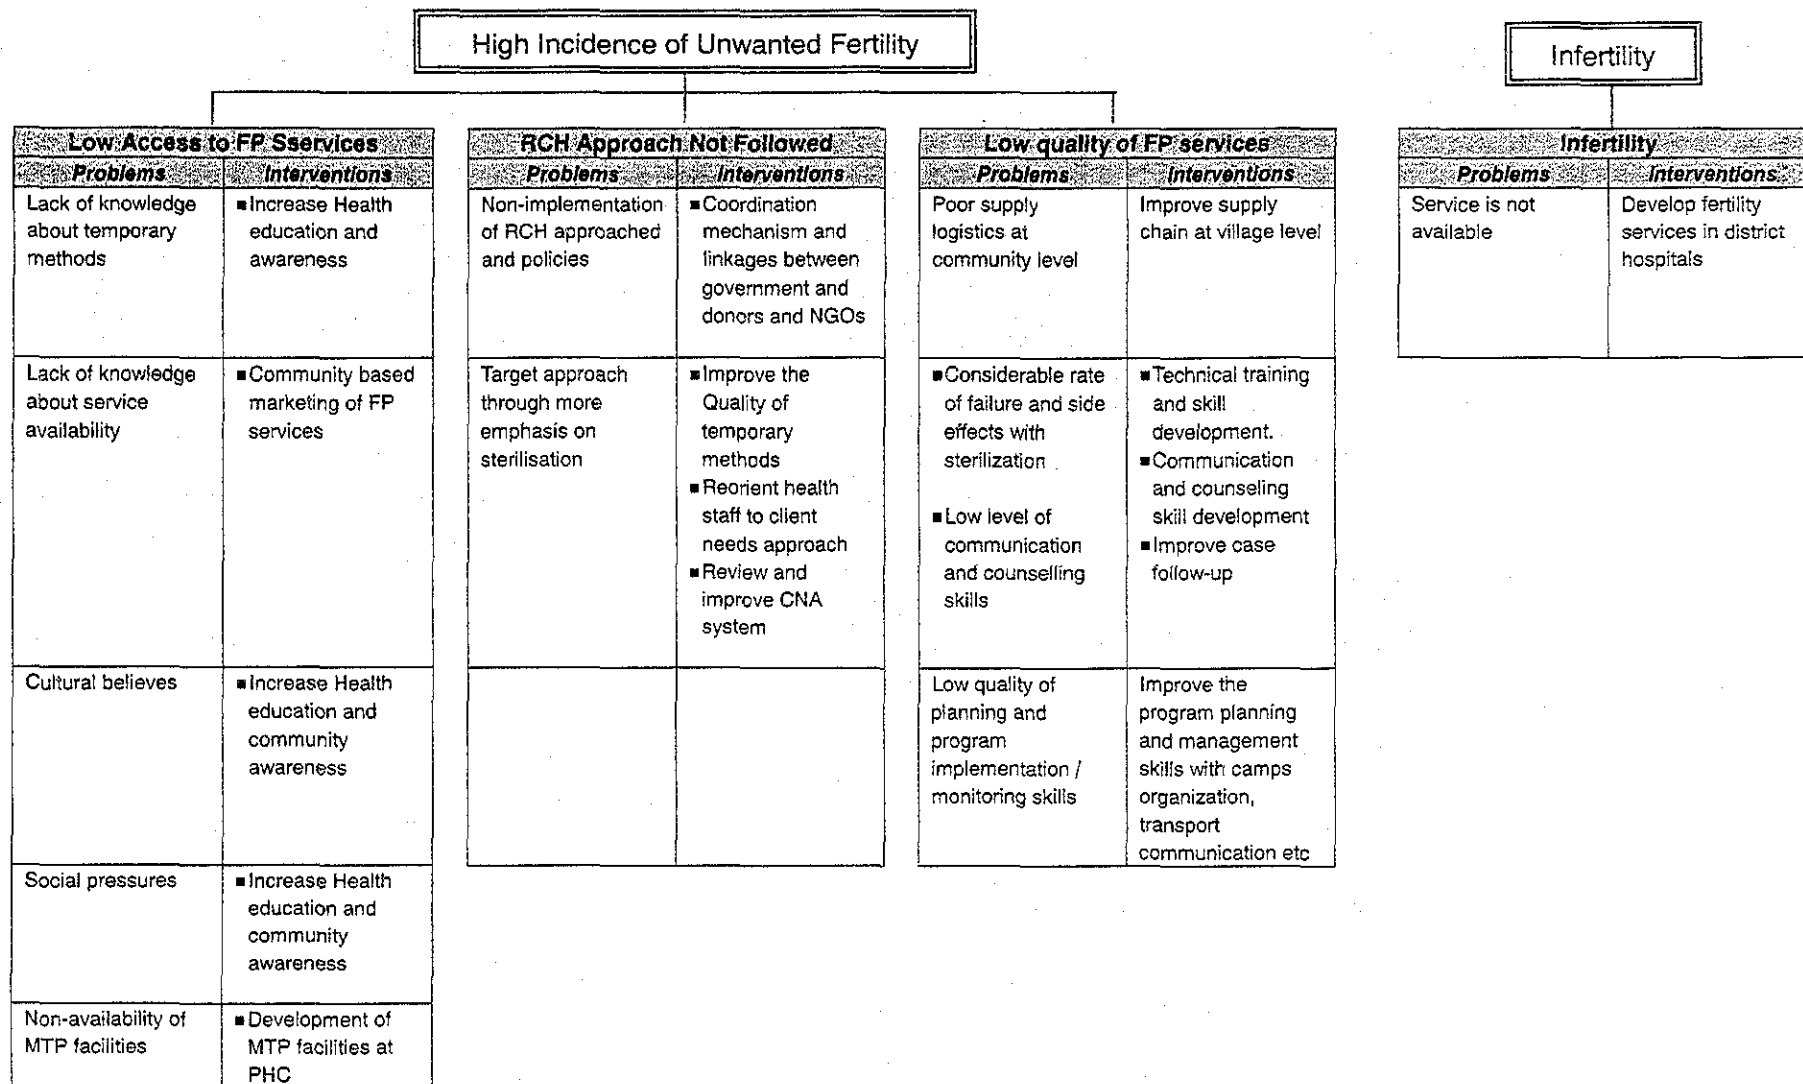 High Incidence of Unwanted Fertility
Infertility
Low Access to FP Sservices
Problems
Interventions
Lack of knowledge
about temporary
methods
■Increase Health
education and
awareness
Lack of knowledge
about service
availability
■Community based
marketing of FP
services
Cultural believes
■Increase Health
education and
community
awareness
Social pressures
■Increase Health
education and
community
awareness
Non-availability of
MTP facilities
■Development of
MTP facilities at
PHC
RCH Approach Not Followed
Problems
Interventions
Non-implementation
of RCH approached
and policies
■Coordination
mechanism and
linkages between
government and
donors and NGOs
Target approach
through more
emphasis on
sterilisation
■Improve the
Quality of
temporary
methods
■Reorient health
staff to client
needs approach
■Review and
improve CNA
system
Low quality of FP services
Problems
Interventions
Poor supply
logistics at
community level
Improve supply
chain at village level
■Considerable rate
of failure and side
effects with
sterilization
■Low level of
communication
and counselling
skills
■Technical training
and skill
development.
■Communication
and counseling
skill development
■Improve case
follow-up
Low quality of
planning and
program
implementation /
monitoring skills
Improve the
program planning
and management
skills with camps
organization,
transport
communication etc
Infertility
Problems
Interventions
Service is not
available
Develop fertility
services in district
hospitals